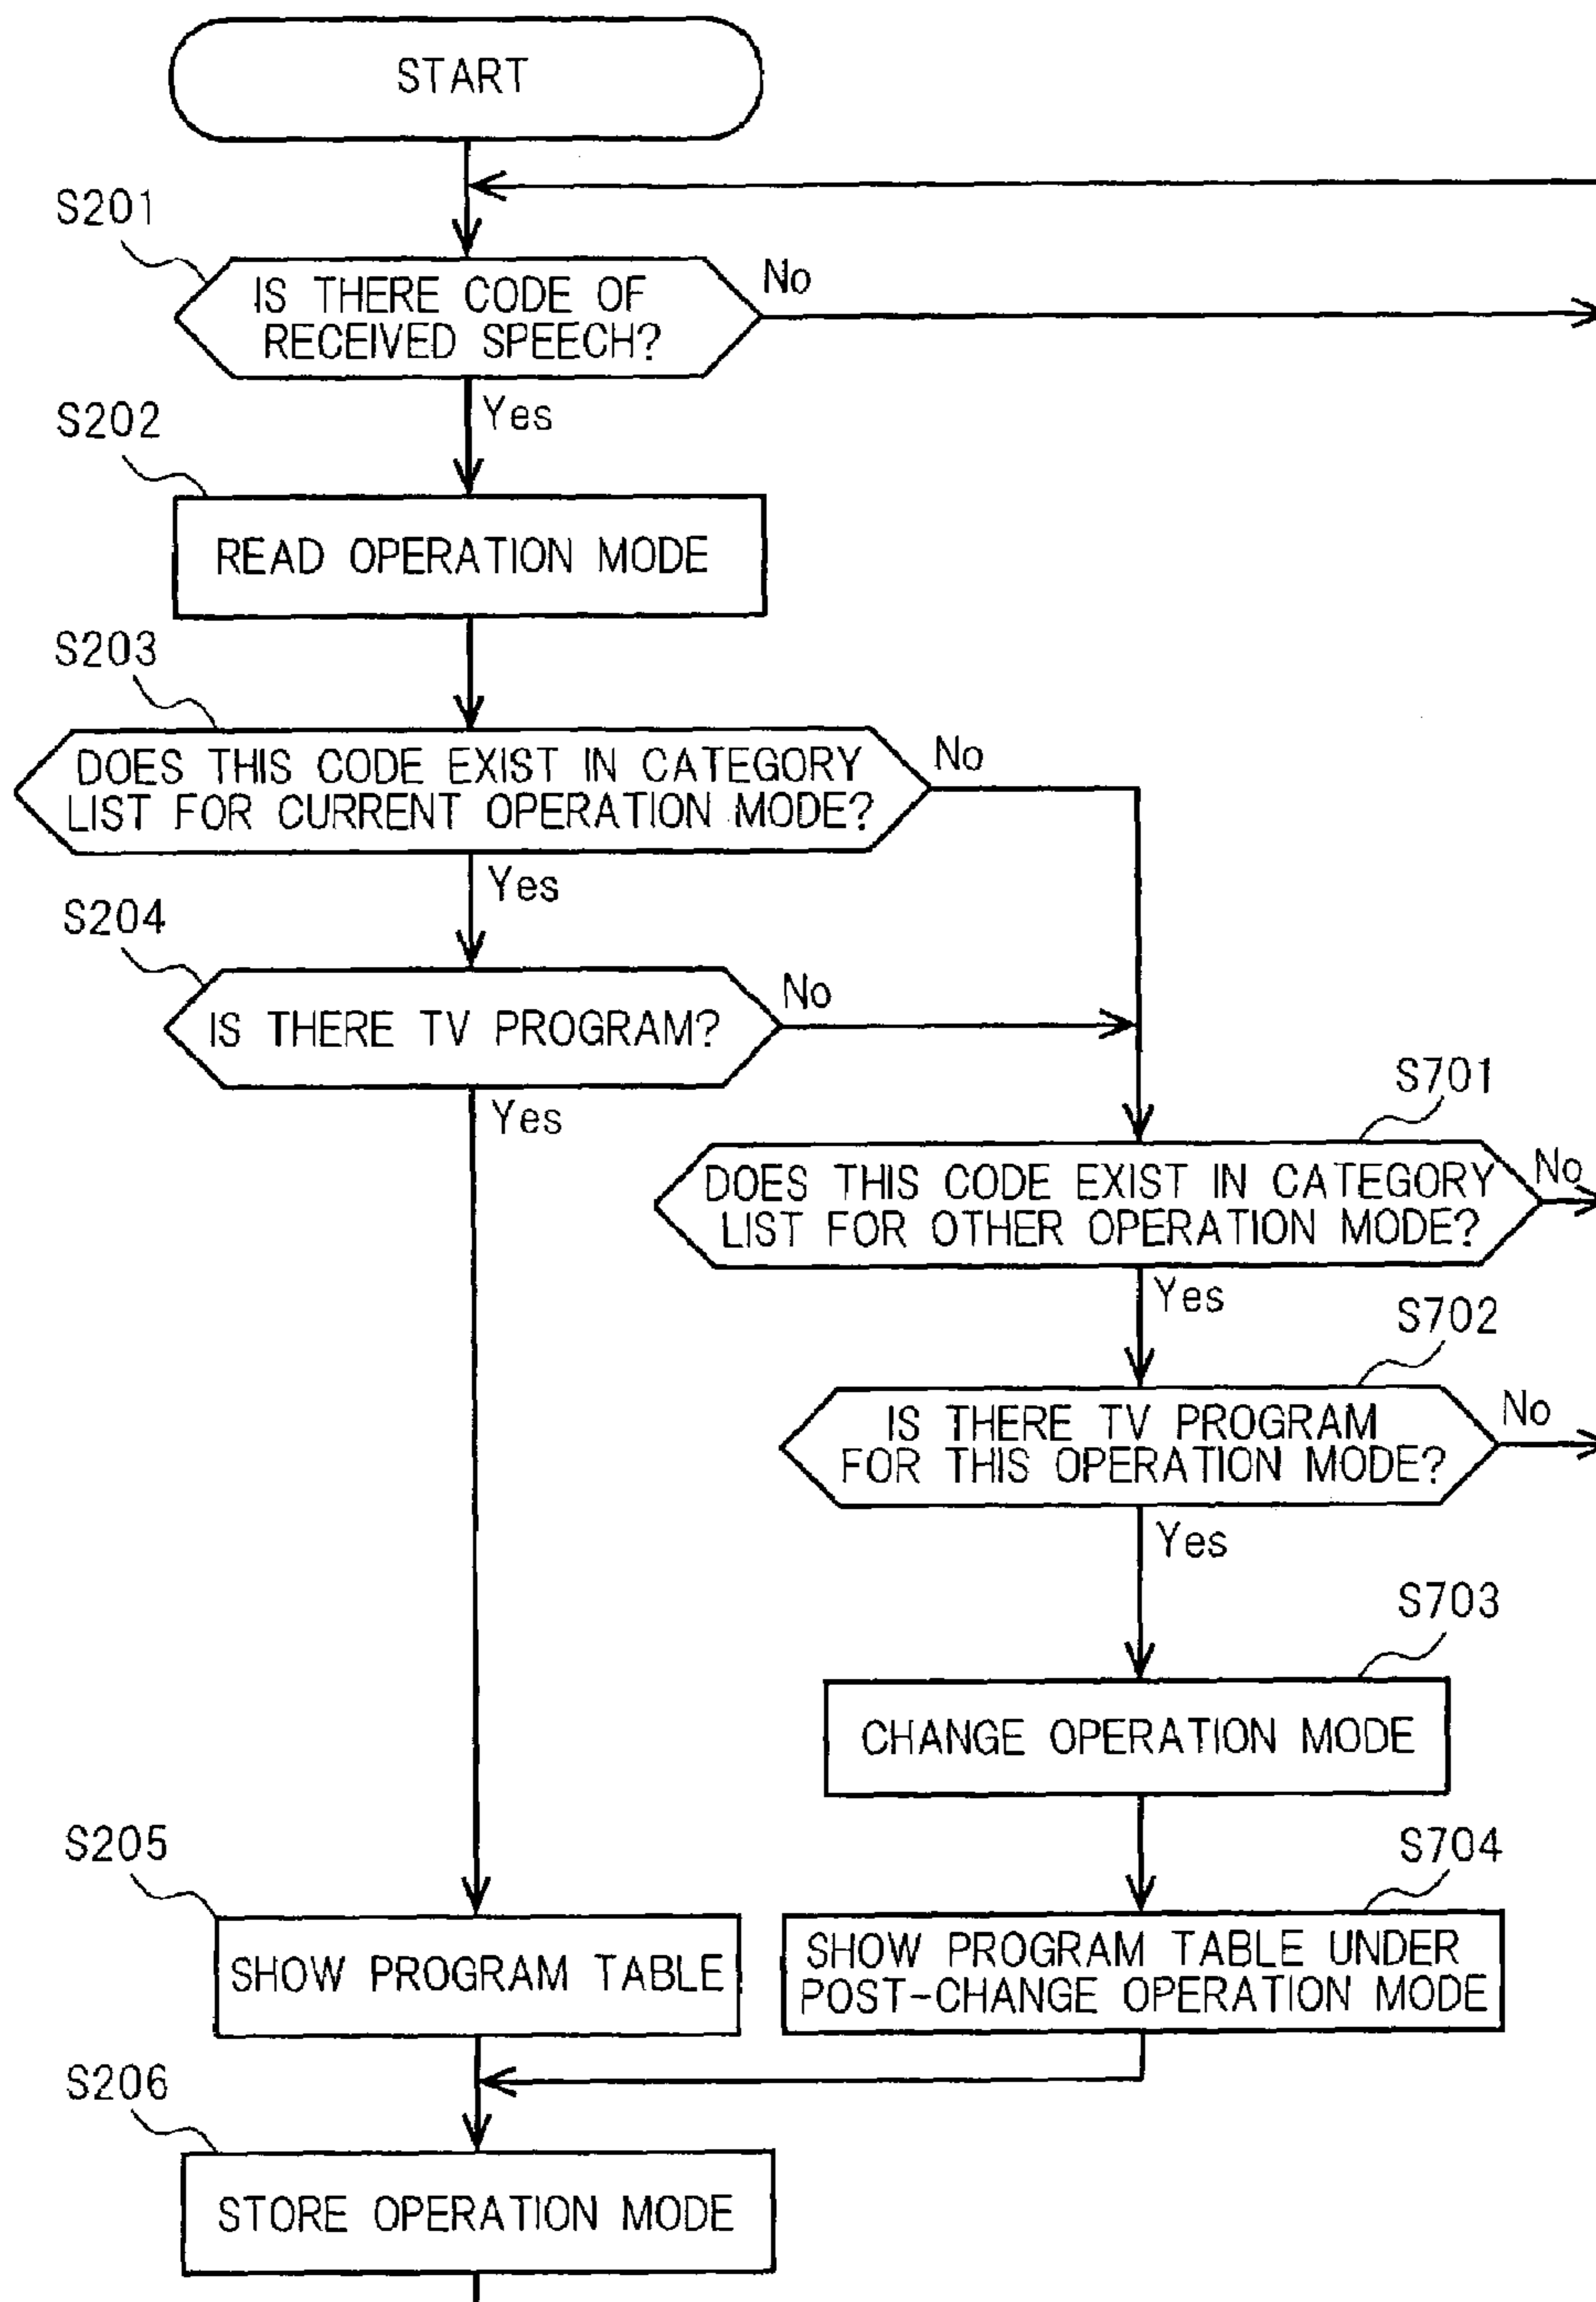 START
S201
IS THERE CODE OF
RECEIVED SPEECH?
No
Yes
S202
READ OPERATION MODE
S203
DOES THIS CODE EXIST IN CATEGORY
LIST FOR CURRENT OPERATION MODE?
No
Yes
S204
IS THERE TV PROGRAM?
No
Yes
S701
DOES THIS CODE EXIST IN CATEGORY
LIST FOR OTHER OPERATION MODE?
No
Yes
S702
IS THERE TV PROGRAM
FOR THIS OPERATION MODE?
No
Yes
S703
CHANGE OPERATION MODE
S205
SHOW PROGRAM TABLE
S704
SHOW PROGRAM TABLE UNDER
POST-CHANGE OPERATION MODE
S206
STORE OPERATION MODE